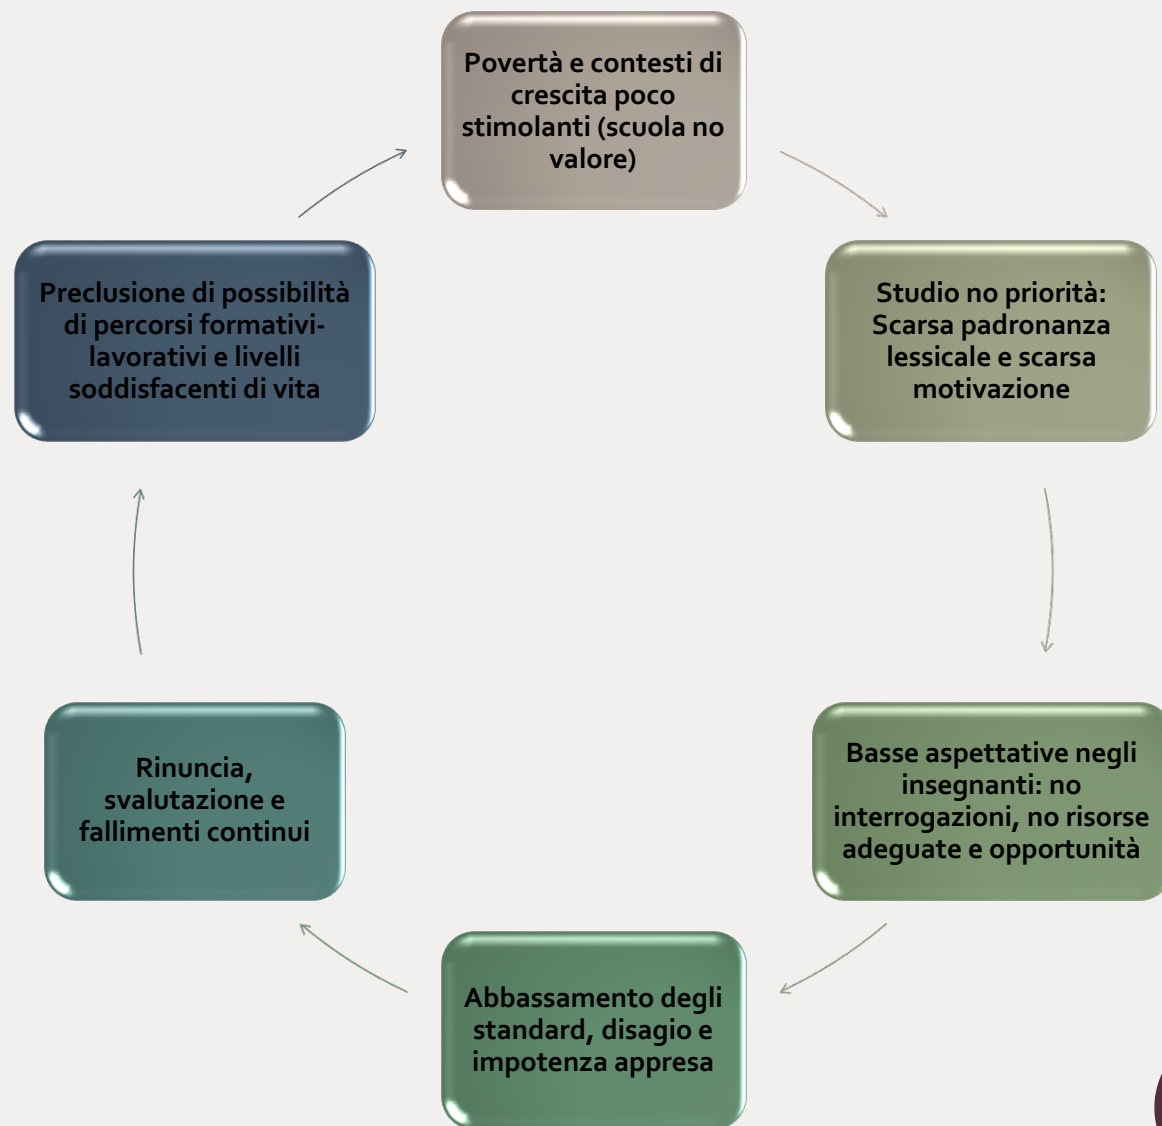 Povertà e contesti di
crescita poco
stimolanti (scuola no
valore)
Studio no priorità:
Scarsa padronanza
lessicale e scarsa
motivazione
Basse aspettative negli
insegnanti: no
interrogazioni, no risorse
adeguate e opportunità
Abbassamento degli
standard, disagio e
impotenza appresa
Rinuncia,
svalutazione e
fallimenti continui
Preclusione di possibilità
di percorsi formativi-
lavorativi e livelli
soddisfacenti di vita